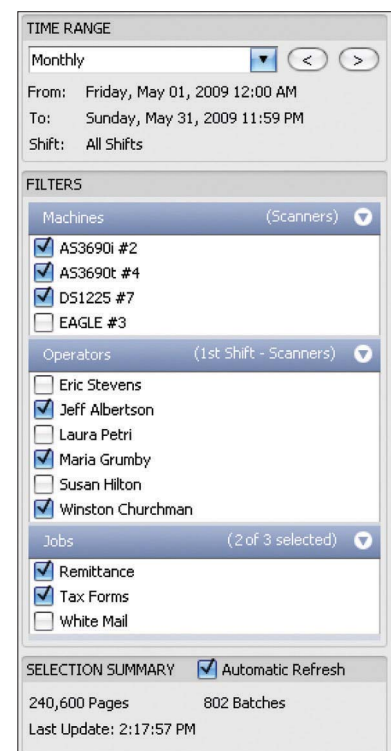 TIME RANGE
Monthly < >
From: Friday, May 01, 2009 12:00 AM
To: Sunday, May 31, 2009 11:59 PM
Shift: All Shifts
FILTERS
Machines (Scanners)
AS3690i #2
AS3690t #4
DS1225 #7
EAGLE #3
Operators (1st Shift - Scanners)
Eric Stevens
Jeff Albertson
Laura Petri
Maria Grumby
Susan Hilton
Winston Churchman
Jobs (2 of 3 selected)
Remittance
Tax Forms
White Mail
SELECTION SUMMARY Automatic Refresh
240,600 Pages 802 Batches
Last Update: 2:17:57 PM